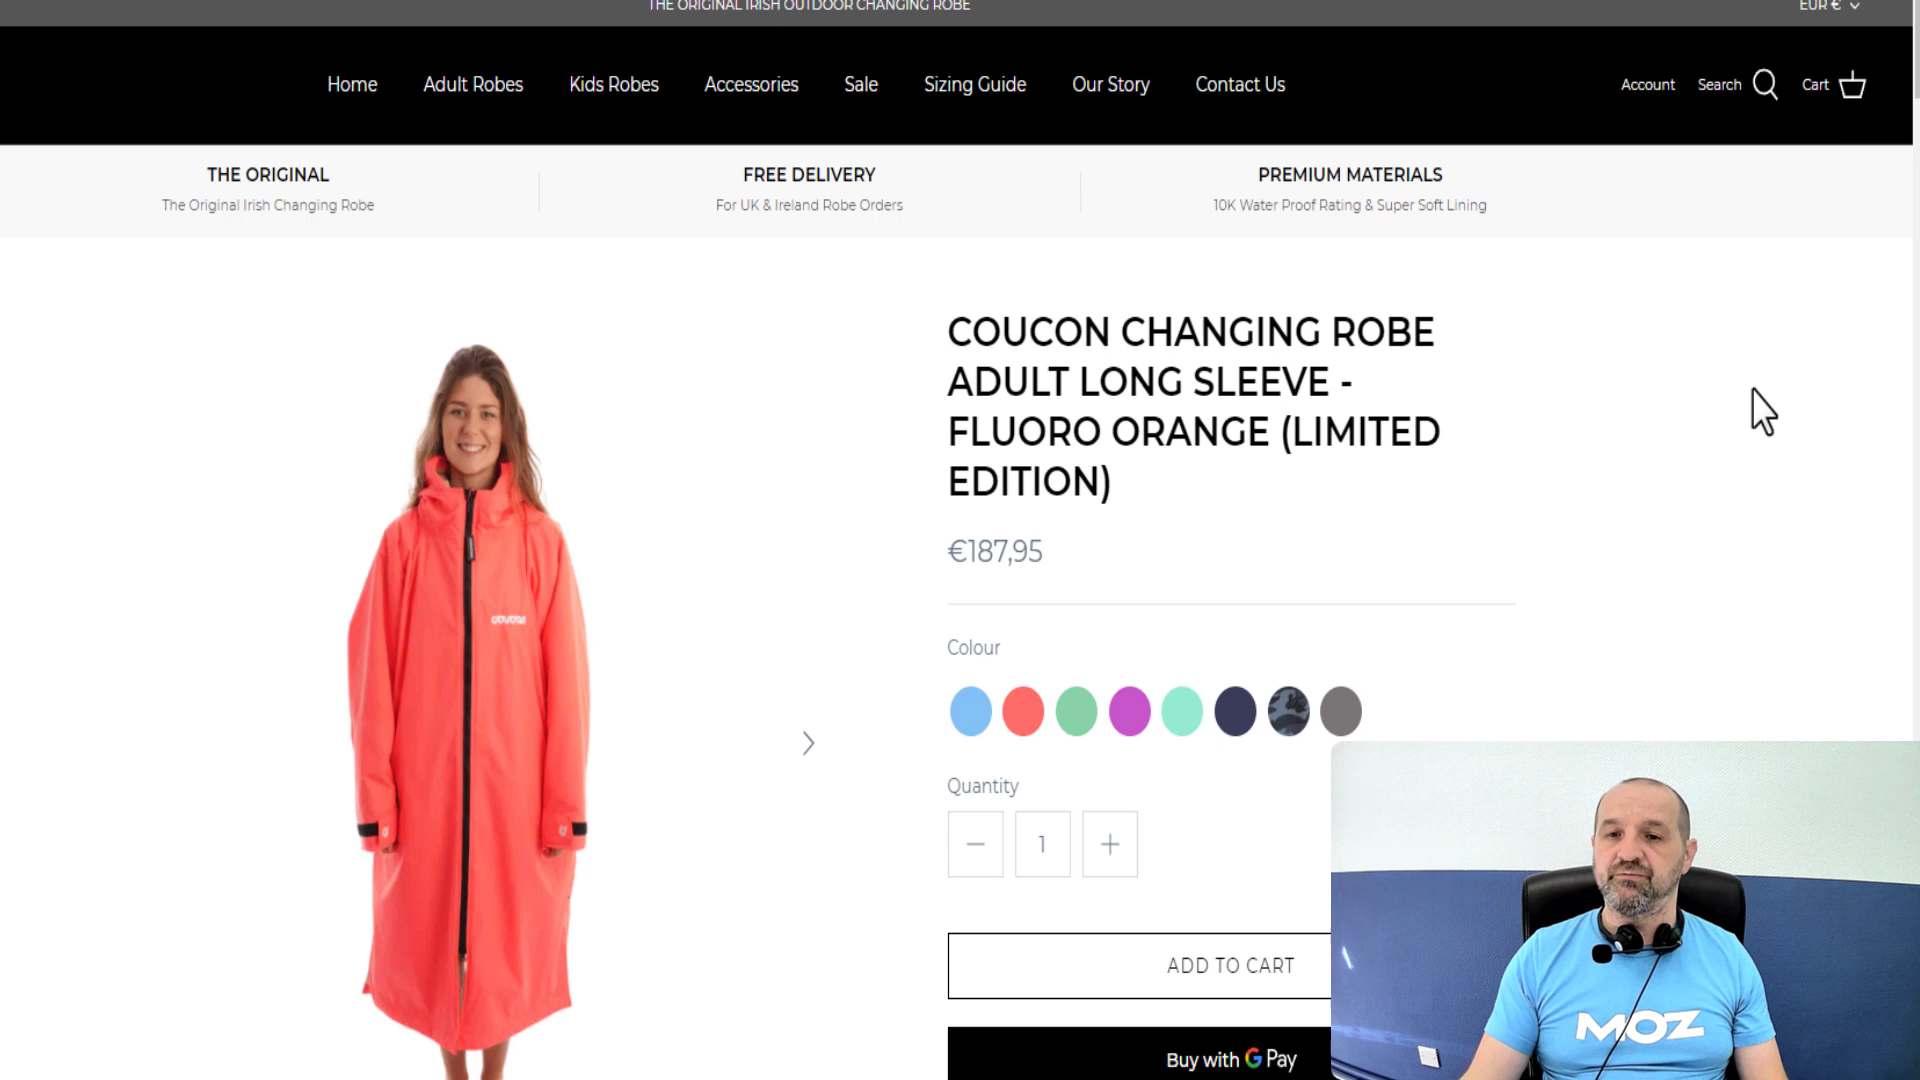 THE ORIGINAL IRISH OUTDOOR CHANGING ROBE
EUR €
Home Adult Robes Kids Robes Accessories Sale Sizing Guide Our Story Contact Us
Account Search Cart
THE ORIGINAL
The Original Irish Changing Robe
FREE DELIVERY
For UK & Ireland Robe Orders
PREMIUM MATERIALS
10K Water Proof Rating & Super Soft Lining
COUCON CHANGING ROBE
ADULT LONG SLEEVE -
FLUORO ORANGE (LIMITED
EDITION)
€187,95
Colour
Quantity
1
ADD TO CART
Buy with G Pay
coucon
MOZ